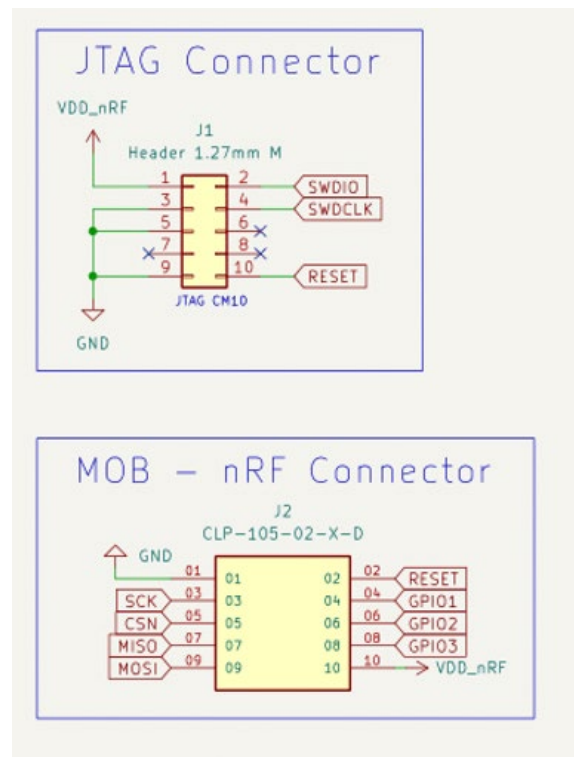 JTAG Connector
VDD_nRF
J1
Header 1.27mm M
1 2 SWDIO
3 4 SWDCLK
5 6
7 8
9 10 RESET
JTAG CM10
GND
MOB - nRF Connector
J2
CLP-105-02-X-D
GND
01 01 02 02 RESET
SCK 03 03 04 04 GPIO1
CSN 05 05 06 06 GPIO2
MISO 07 07 08 08 GPIO3
MOSI 09 09 10 10 VDD_nRF